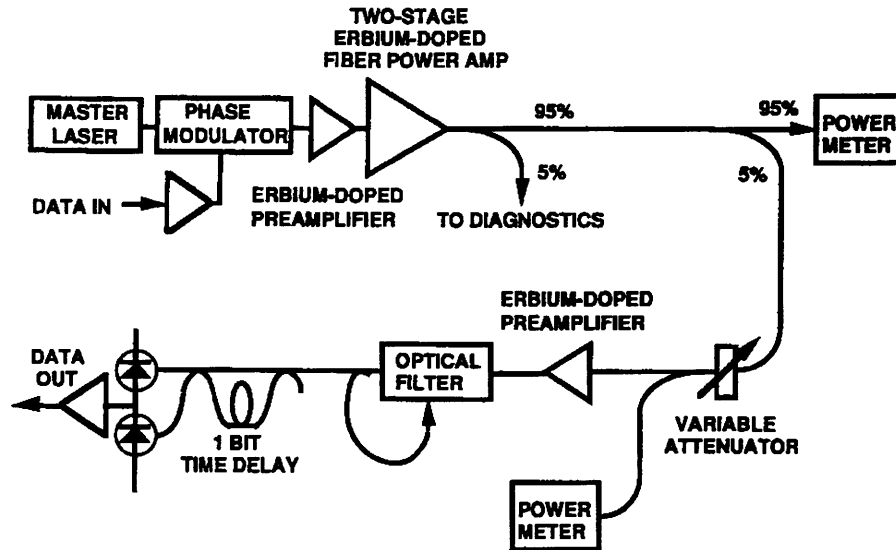 TWO-STAGE
ERBIUM-DOPED
FIBER POWER AMP
MASTER
LASER
PHASE
MODULATOR
95%
95%
POWER
METER
5%
5%
DATA IN
ERBIUM-DOPED
PREAMPLIFIER
TO DIAGNOSTICS
ERBIUM-DOPED
PREAMPLIFIER
DATA
OUT
OPTICAL
FILTER
1 BIT
TIME DELAY
VARIABLE
ATTENUATOR
POWER
METER